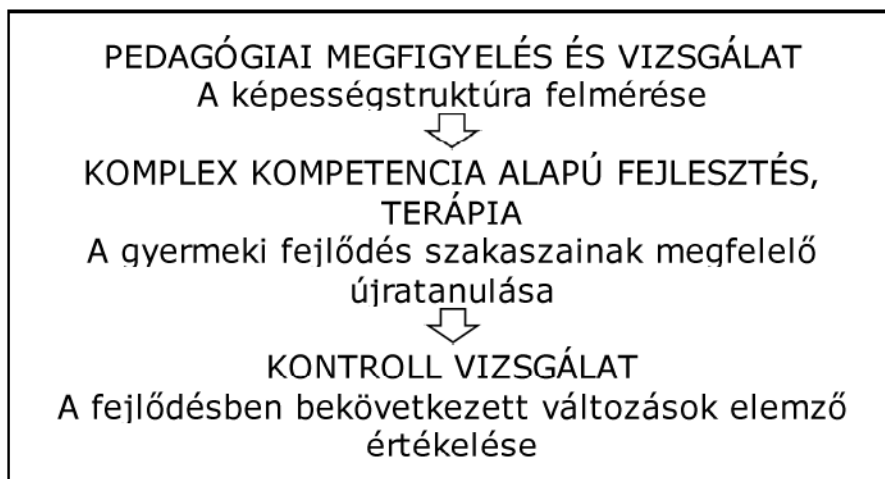 PEDAGÓGIAI MEGFIGYELÉS ÉS VIZSGÁLAT
A képességstruktúra felmérése
KOMPLEX KOMPETENCIA ALAPÚ FEJLESZTÉS,
TERÁPIA
A gyermeki fejlődés szakaszainak megfelelő
újratanulása
KONTROLL VIZSGÁLAT
A fejlődésben bekövetkezett változások elemző
értékelése